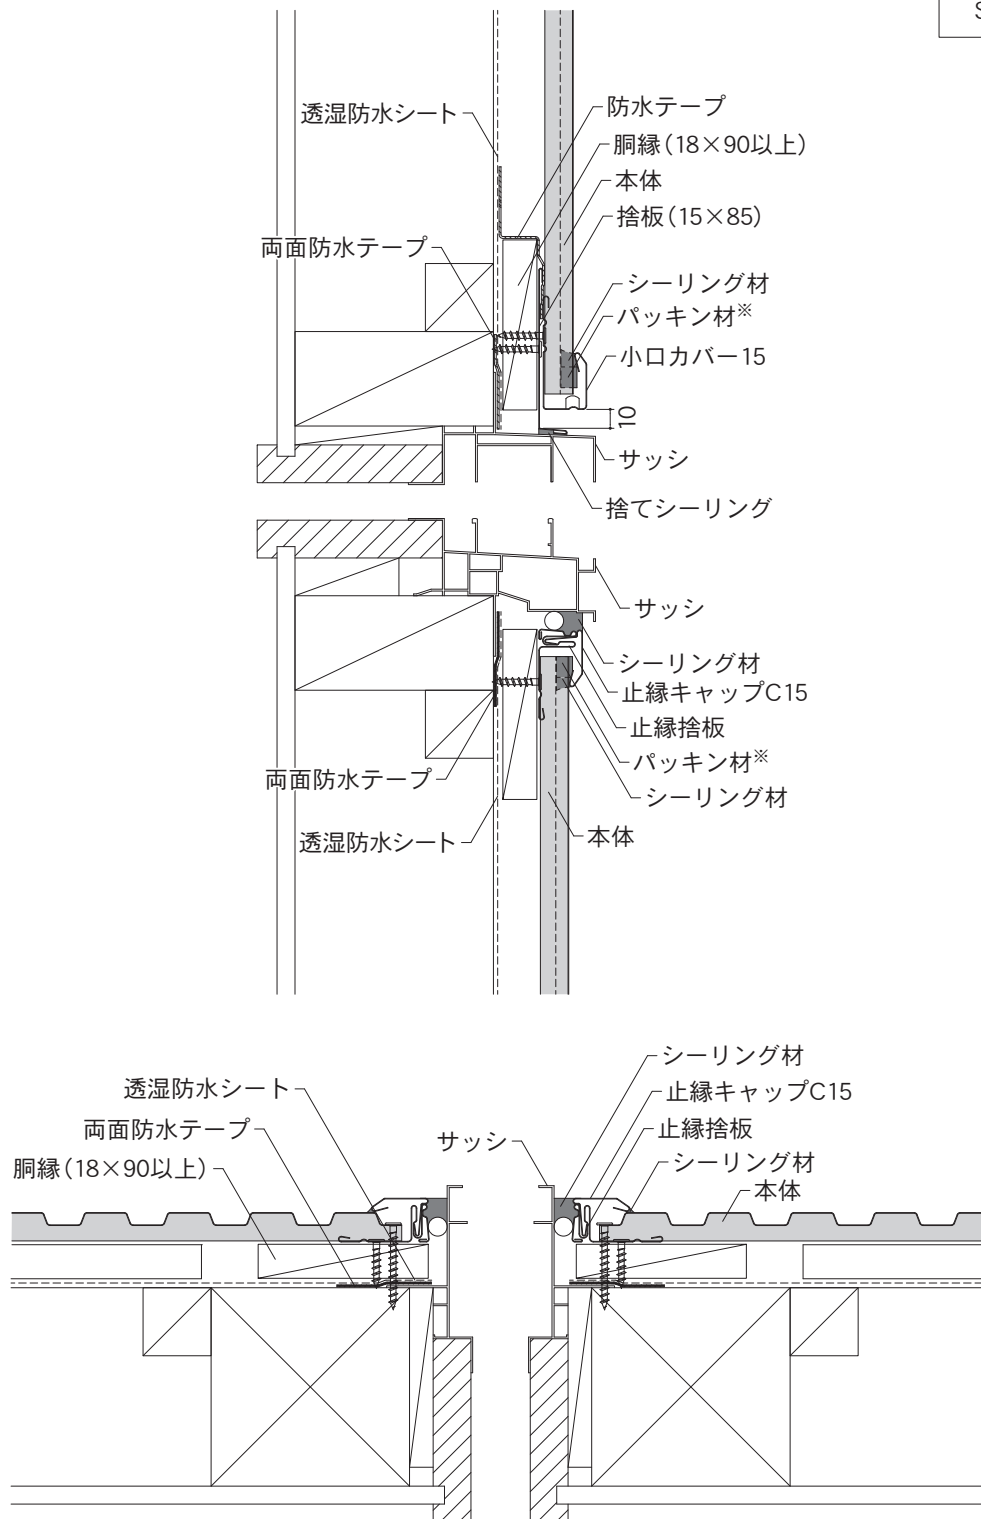 S
透湿防水シート
防水テープ
胴縁(18×90以上)
本体
捨板(15×85)
両面防水テープ
シーリング材
パッキン材※
小口カバー15
10
サッシ
捨てシーリング
サッシ
シーリング材
止縁キャップC15
止縁捨板
パッキン材※
両面防水テープ
シーリング材
透湿防水シート
本体
シーリング材
透湿防水シート
止縁キャップC15
両面防水テープ
サッシ
止縁捨板
胴縁(18×90以上)
シーリング材
本体